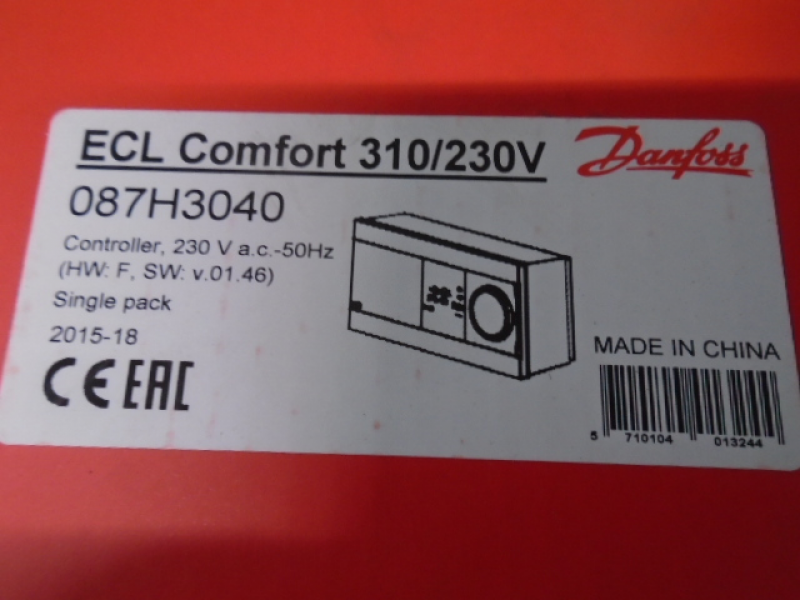 ECL Comfort 310/230V
Danfoss
087H3040
Controller, 230 V a.c.-50Hz
(HW: F, SW: v.01.46)
Single pack
2015-18
CE EAC
MADE IN CHINA
5 710104 013244